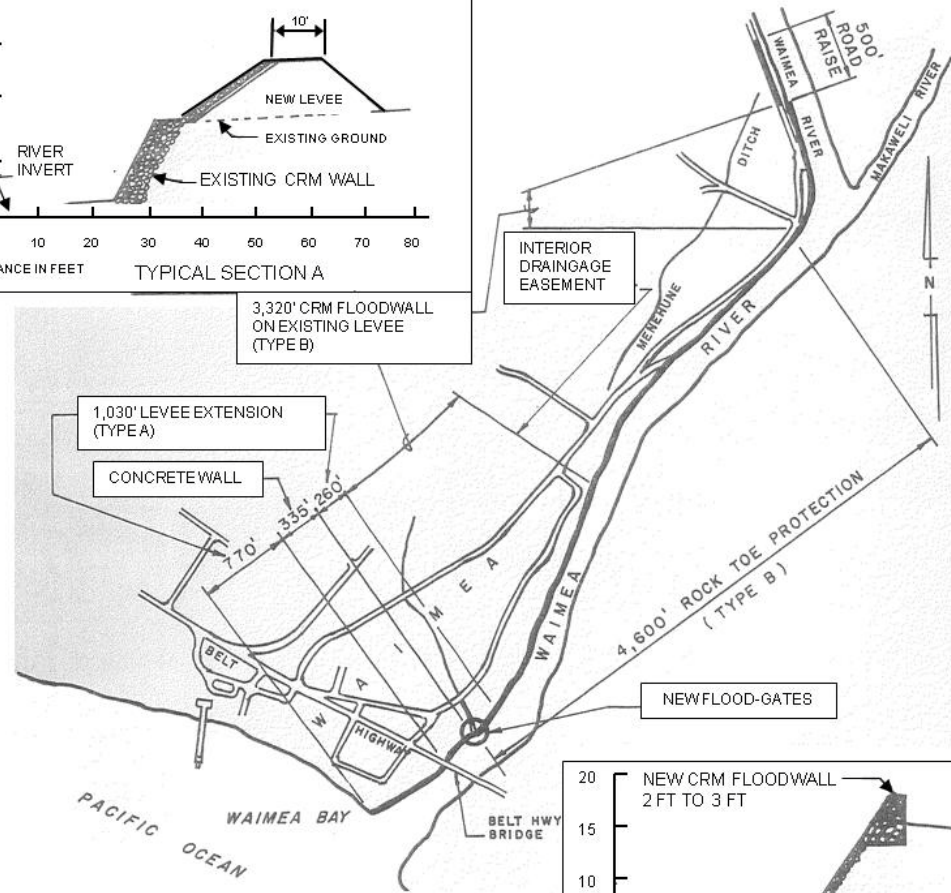 10'
NEW LEVEE
EXISTING GROUND
RIVER
INVERT
EXISTING CRM WALL
10 20 30 40 50 60 70 80
ANCE IN FEET
TYPICAL SECTION A
500'
ROAD
RAISE
WAIMEA
RIVER
MAKAWELI RIVER
DITCH
MENEHUNE
INTERIOR
DRAINGAGE
EASEMENT
N
RIVER
3,320' CRM FLOODWALL
ON EXISTING LEVEE
(TYPE B)
1,030' LEVEE EXTENSION
(TYPE A)
CONCRETE WALL
770'
335'
260'
WAIMEA
WAIMEA
4,600' ROCK TOE PROTECTION
(TYPE B)
BELT
HIGHWAY
NEW FLOOD-GATES
PACIFIC
OCEAN
WAIMEA BAY
BELT HWY
BRIDGE
20
15
10
NEW CRM FLOODWALL
2 FT TO 3 FT